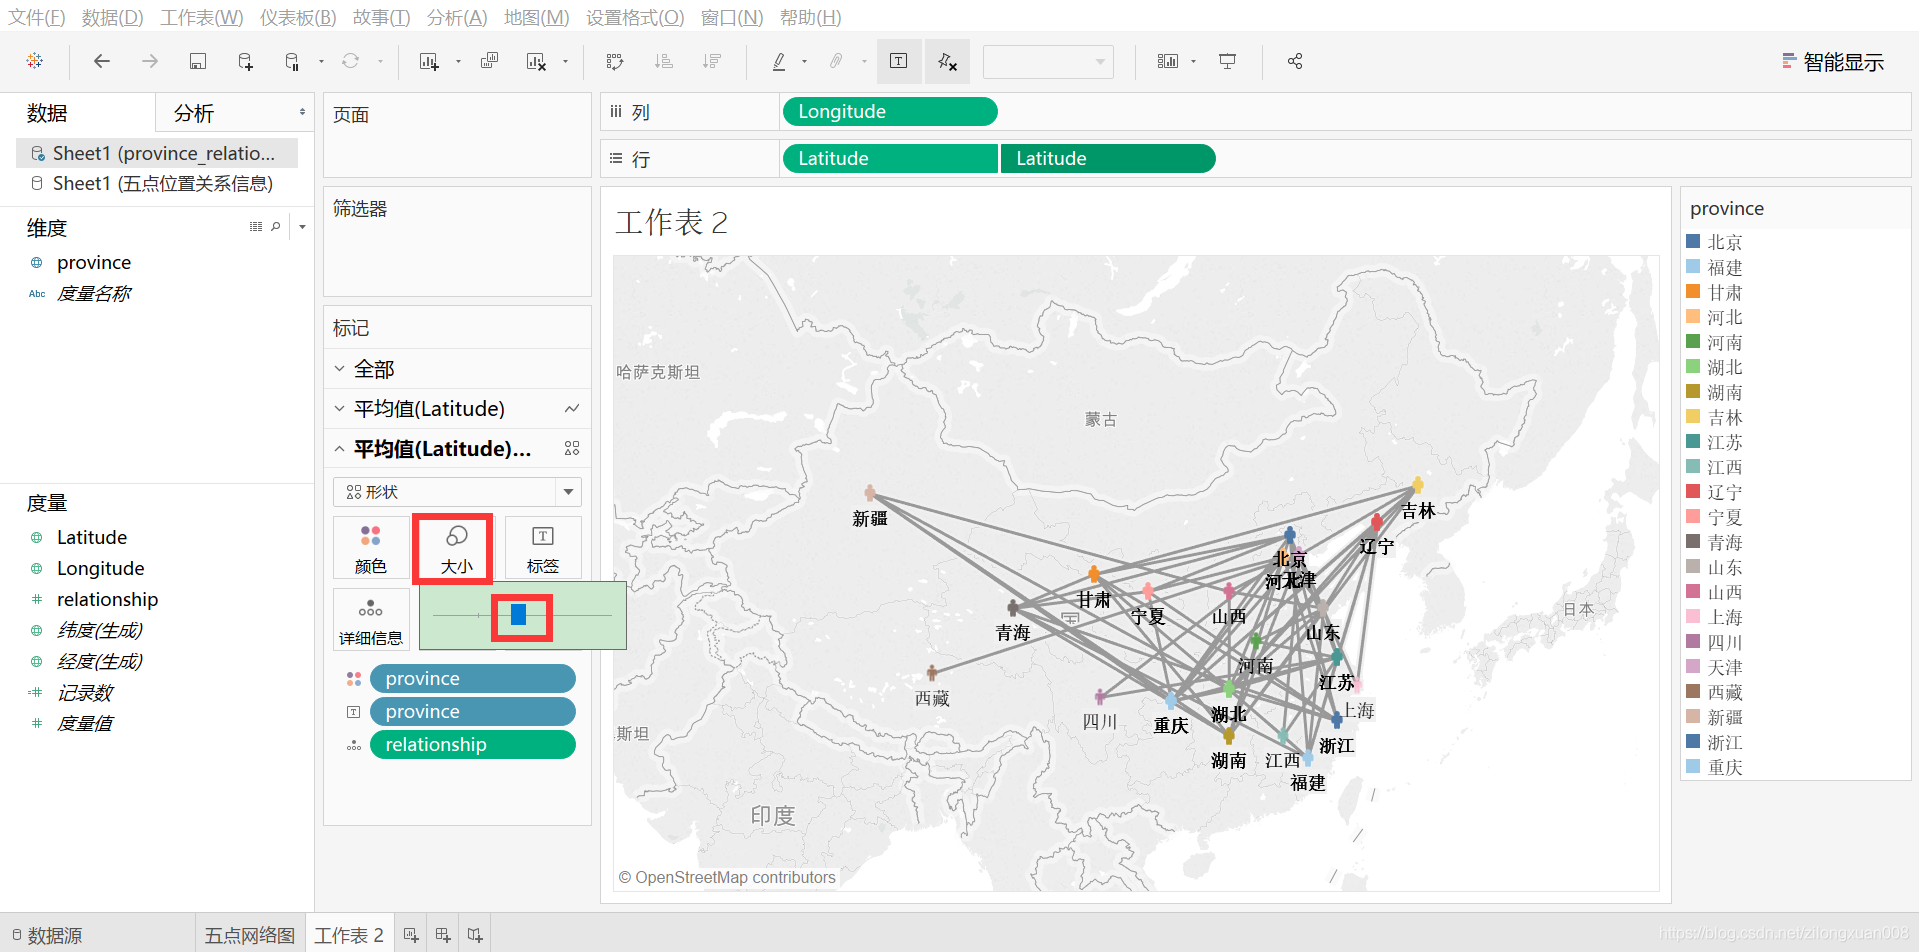 文件(F) 数据(D) 工作表(W) 仪表板(B) 故事(T) 分析(A) 地图(M) 设置格式(O) 窗口(N) 帮助(H)
智能显示
数据 分析
Sheet1 (province_relatio...
Sheet1 (五点位置关系信息)
维度
province
Abc 度量名称
度量
Latitude
Longitude
relationship
纬度(生成)
经度(生成)
记录数
度量值
页面
筛选器
标记
全部
平均值(Latitude)
平均值(Latitude)...
形状
颜色 大小 标签
详细信息
province
province
relationship
列 Longitude
行 Latitude Latitude
工作表 2
哈萨克斯坦
蒙古
新疆
吉林
辽宁
北京
河北
天津
甘肃
宁夏
山西
青海
山东
日本
河南
西藏
江苏
四川
重庆
湖北
上海
浙江
湖南
江西
福建
斯坦
印度
© OpenStreetMap contributors
province
北京
福建
甘肃
河北
河南
湖北
湖南
吉林
江苏
江西
辽宁
宁夏
青海
山东
山西
上海
四川
天津
西藏
新疆
浙江
重庆
数据源 五点网络图 工作表 2
https://blog.csdn.net/zilongxuan008